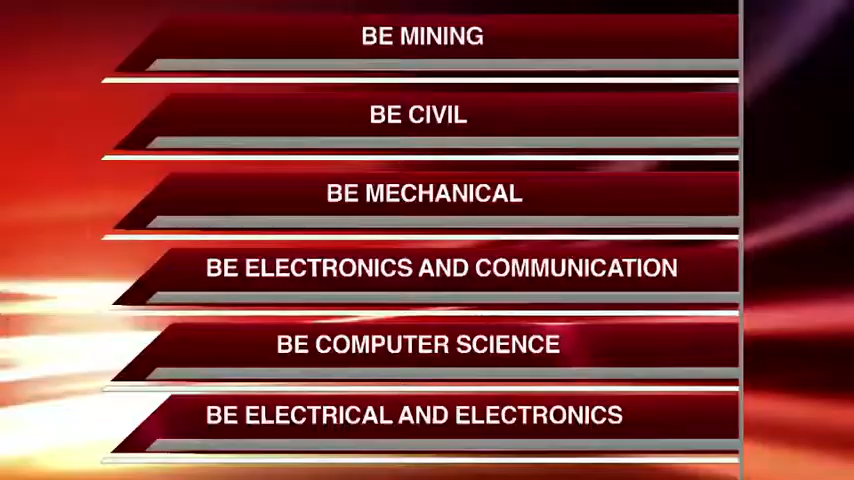 BE MINING
BE CIVIL
BE MECHANICAL
BE ELECTRONICS AND COMMUNICATION
BE COMPUTER SCIENCE
BE ELECTRICAL AND ELECTRONICS